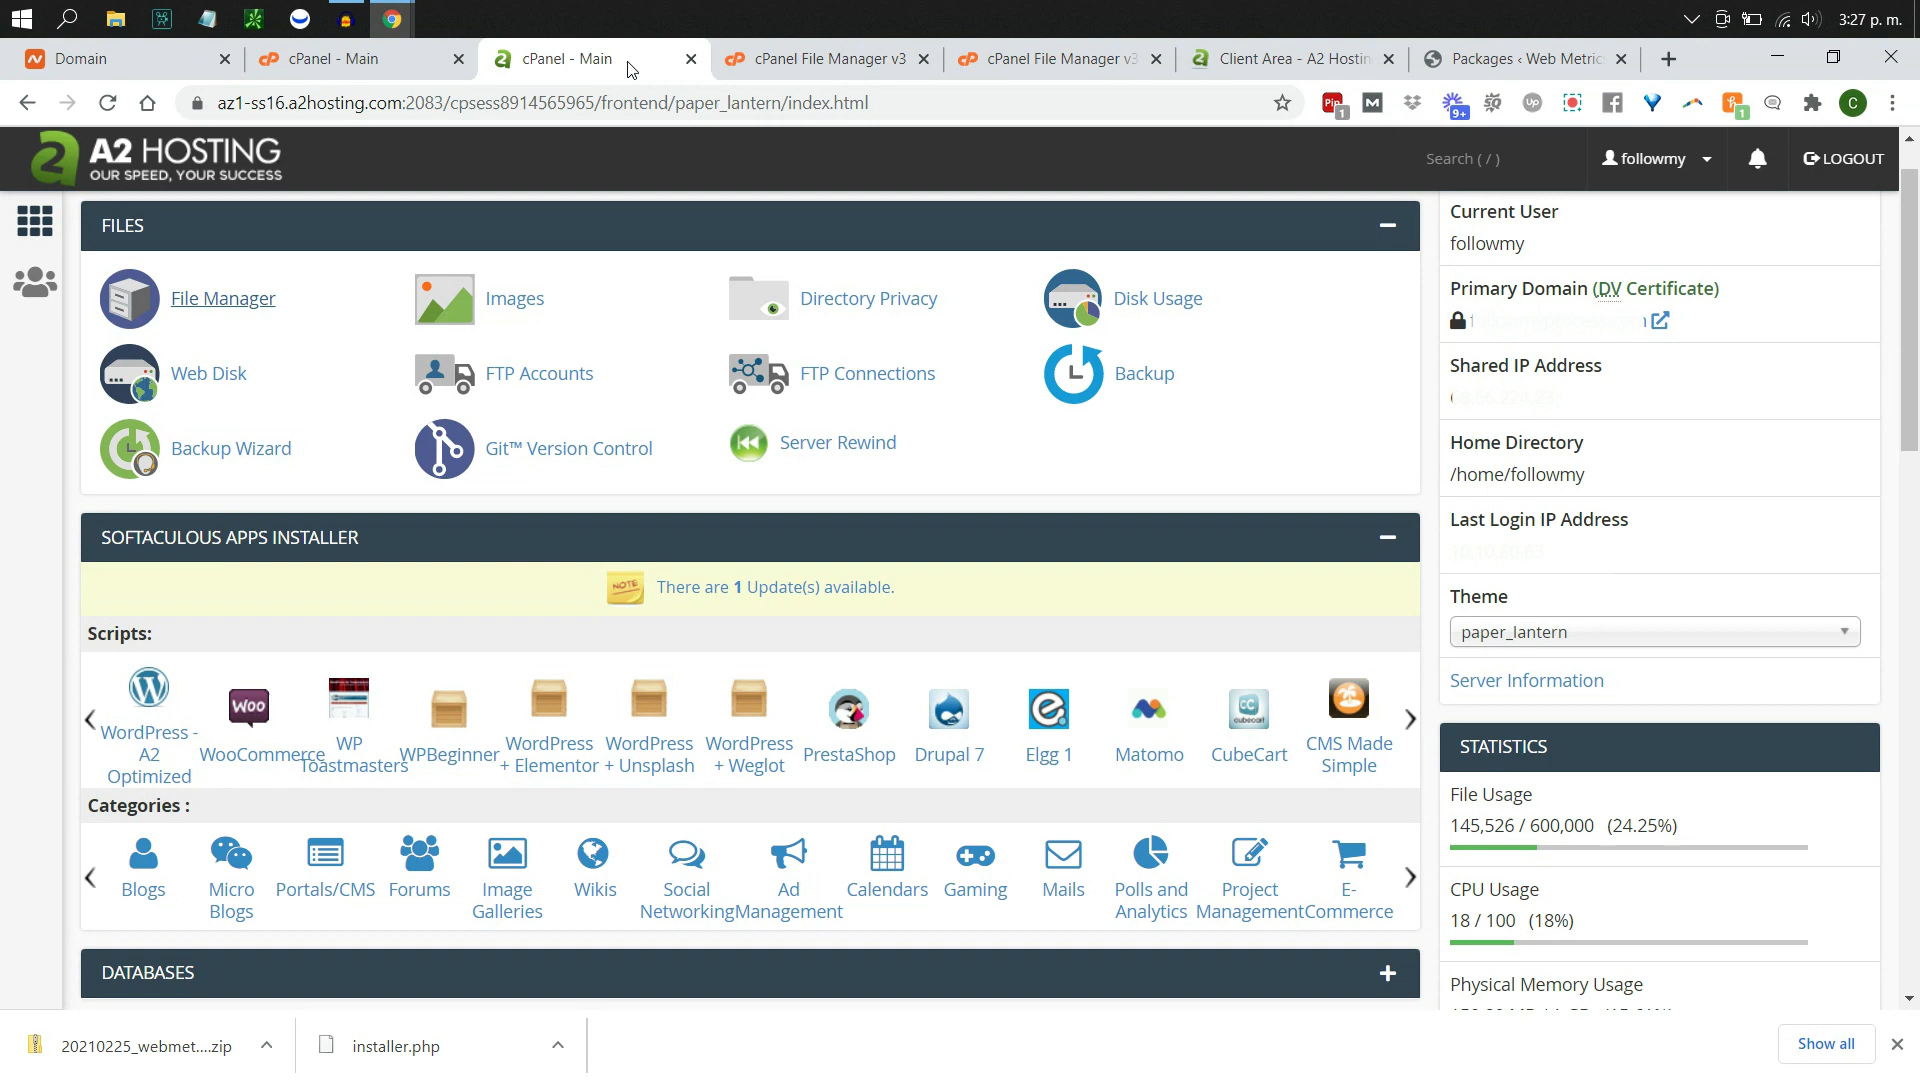 3:27 p. m.
Domain
cPanel - Main
cPanel - Main
cPanel File Manager v3
cPanel File Manager v3
Client Area - A2 Hostin
Packages ‹ Web Metric
az1-ss16.a2hosting.com:2083/cpsess8914565965/frontend/paper_lantern/index.html
Pin
1
M
9+
Up
1
C
A2 HOSTING
OUR SPEED, YOUR SUCCESS
Search ( / )
followmy
LOGOUT
FILES
File Manager
Images
Directory Privacy
Disk Usage
Web Disk
FTP Accounts
FTP Connections
Backup
Backup Wizard
Git™ Version Control
Server Rewind
SOFTACULOUS APPS INSTALLER
NOTE
There are 1 Update(s) available.
Scripts:
WordPress - A2 Optimized
Woo
WooCommerce
WP Toastmasters
WPBeginner
WordPress + Elementor
WordPress + Unsplash
WordPress + Weglot
PrestaShop
Drupal 7
Elgg 1
Matomo
cubecart
CubeCart
CMS Made Simple
Categories :
Blogs
Micro Blogs
Portals/CMS
Forums
Image Galleries
Wikis
Social Networking
Ad Management
Calendars
Gaming
Mails
Polls and Analytics
Project Management
E-Commerce
DATABASES
Current User
followmy
Primary Domain (DV Certificate)
Shared IP Address
Home Directory
/home/followmy
Last Login IP Address
Theme
paper_lantern
Server Information
STATISTICS
File Usage
145,526 / 600,000 (24.25%)
CPU Usage
18 / 100 (18%)
Physical Memory Usage
20210225_webmet....zip
installer.php
Show all